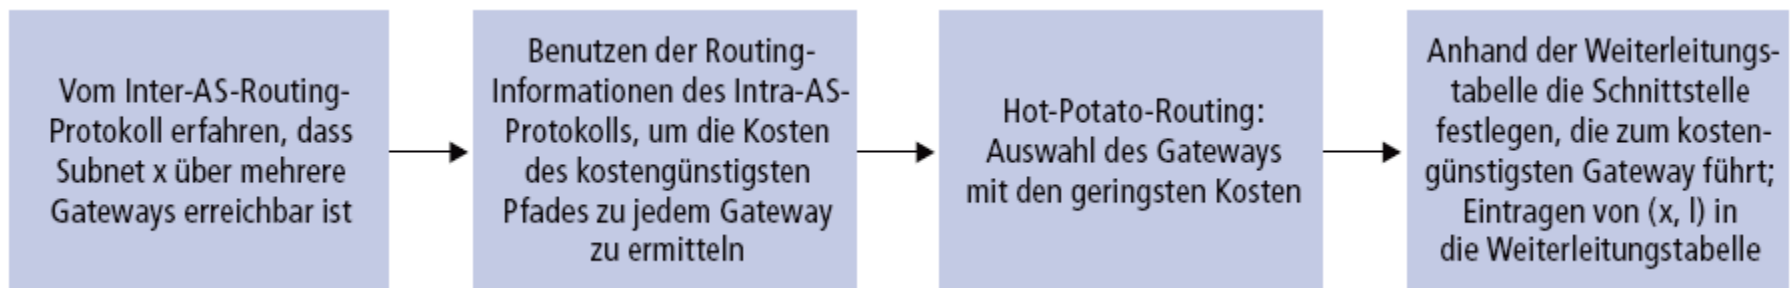 Vom Inter-AS-Routing-
Protokoll erfahren, dass
Subnet x über mehrere
Gateways erreichbar ist
Benutzen der Routing-
Informationen des Intra-AS-
Protokolls, um die Kosten
des kostengünstigsten
Pfades zu jedem Gateway
zu ermitteln
Hot-Potato-Routing:
Auswahl des Gateways
mit den geringsten Kosten
Anhand der Weiterleitungs-
tabelle die Schnittstelle
festlegen, die zum kosten-
günstigsten Gateway führt;
Eintragen von (x, l) in
die Weiterleitungstabelle